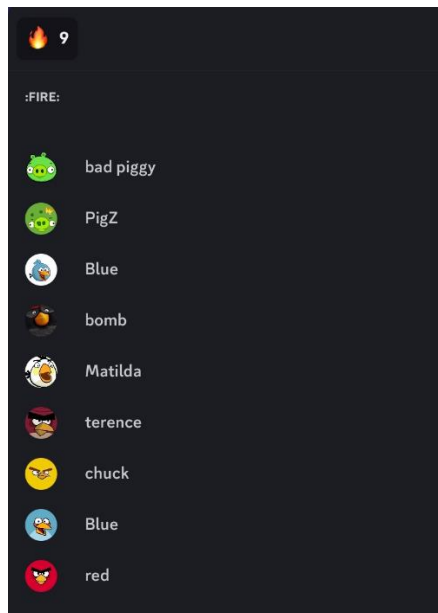 🔥 9
:FIRE:
bad piggy
PigZ
Blue
bomb
Matilda
terence
chuck
Blue
red